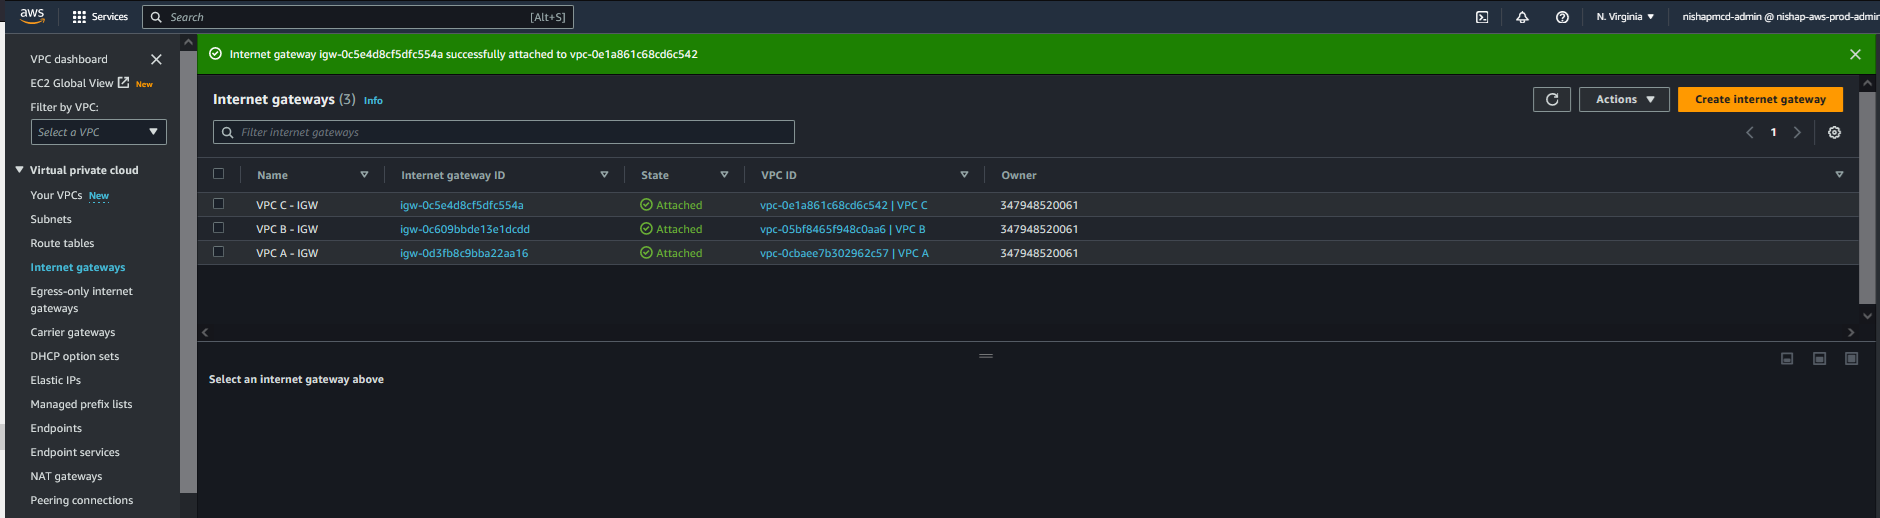 aws
Services
Search
[Alt+S]
N. Virginia
nishapmcd-admin @ nishap-aws-prod-admin
VPC dashboard
EC2 Global View New
Filter by VPC:
Select a VPC
Virtual private cloud
Your VPCs New
Subnets
Route tables
Internet gateways
Egress-only internet
gateways
Carrier gateways
DHCP option sets
Elastic IPs
Managed prefix lists
Endpoints
Endpoint services
NAT gateways
Peering connections
Internet gateway igw-0c5e4d8cf5dfc554a successfully attached to vpc-0e1a861c68cd6c542
Internet gateways (3) Info
Actions
Create internet gateway
Filter internet gateways
1
Name Internet gateway ID State VPC ID Owner
VPC C - IGW igw-0c5e4d8cf5dfc554a Attached vpc-0e1a861c68cd6c542 | VPC C 347948520061
VPC B - IGW igw-0c609bbde13e1dcdd Attached vpc-05bf8465f948c0aa6 | VPC B 347948520061
VPC A - IGW igw-0d3fb8c9bba22aa16 Attached vpc-0cbaee7b302962c57 | VPC A 347948520061
Select an internet gateway above